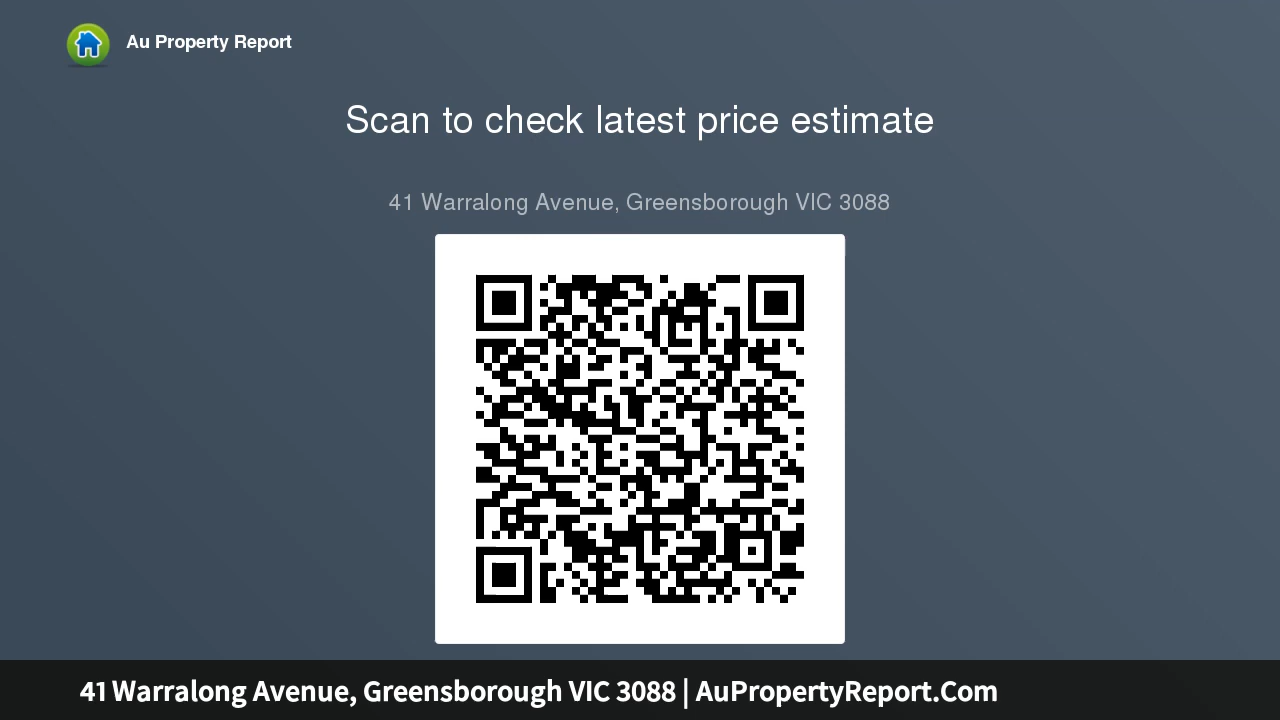 Au Property Report
Scan to check latest price estimate
41 Warralong Avenue, Greensborough VIC 3088
41 Warralong Avenue, Greensborough VIC 3088 | AuPropertyReport.Com